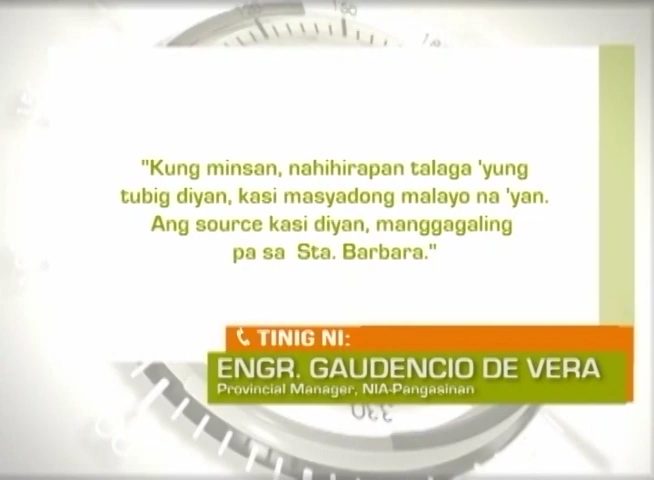 "Kung minsan, nahihirapan talaga 'yung
tubig diyan, kasi masyadong malayo na 'yan.
Ang source kasi diyan, manggagaling
pa sa Sta. Barbara."
TINIG NI:
ENGR. GAUDENCIO DE VERA
Provincial Manager, NIA-Pangasinan
330